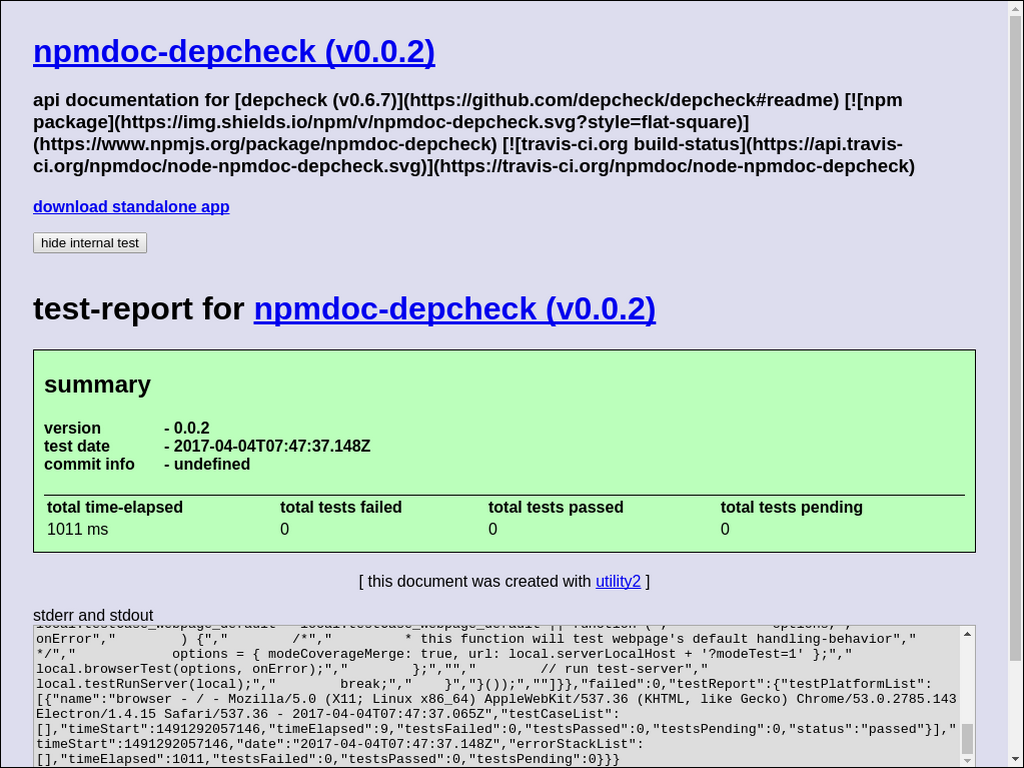 npmdoc-depcheck (v0.0.2)
api documentation for [depcheck (v0.6.7)](https://github.com/depcheck/depcheck#readme) [![npm
package](https://img.shields.io/npm/v/npmdoc-depcheck.svg?style=flat-square)]
(https://www.npmjs.org/package/npmdoc-depcheck) [![travis-ci.org build-status](https://api.travis-
ci.org/npmdoc/node-npmdoc-depcheck.svg)](https://travis-ci.org/npmdoc/node-npmdoc-depcheck)
download standalone app
hide internal test
test-report for npmdoc-depcheck (v0.0.2)
summary
version - 0.0.2
test date - 2017-04-04T07:47:37.148Z
commit info - undefined
total time-elapsed total tests failed total tests passed total tests pending
1011 ms 0 0 0
[ this document was created with utility2 ]
stderr and stdout
onError","        ) {","        /*","         * this function will test webpage's default handling-behavior","
*/","            options = { modeCoverageMerge: true, url: local.serverLocalHost + '?modeTest=1' };","
local.browserTest(options, onError);","        };","","        // run test-server","
local.testRunServer(local);","        break;","    }","}());",""]}},"failed":0,"testReport":{"testPlatformList":
[{"name":"browser - / - Mozilla/5.0 (X11; Linux x86_64) AppleWebKit/537.36 (KHTML, like Gecko) Chrome/53.0.2785.143
Electron/1.4.15 Safari/537.36 - 2017-04-04T07:47:37.065Z","testCaseList":
[],"timeStart":1491292057146,"timeElapsed":9,"testsFailed":0,"testsPassed":0,"testsPending":0,"status":"passed"}],"
timeStart":1491292057146,"date":"2017-04-04T07:47:37.148Z","errorStackList":
[],"timeElapsed":1011,"testsFailed":0,"testsPassed":0,"testsPending":0}}}